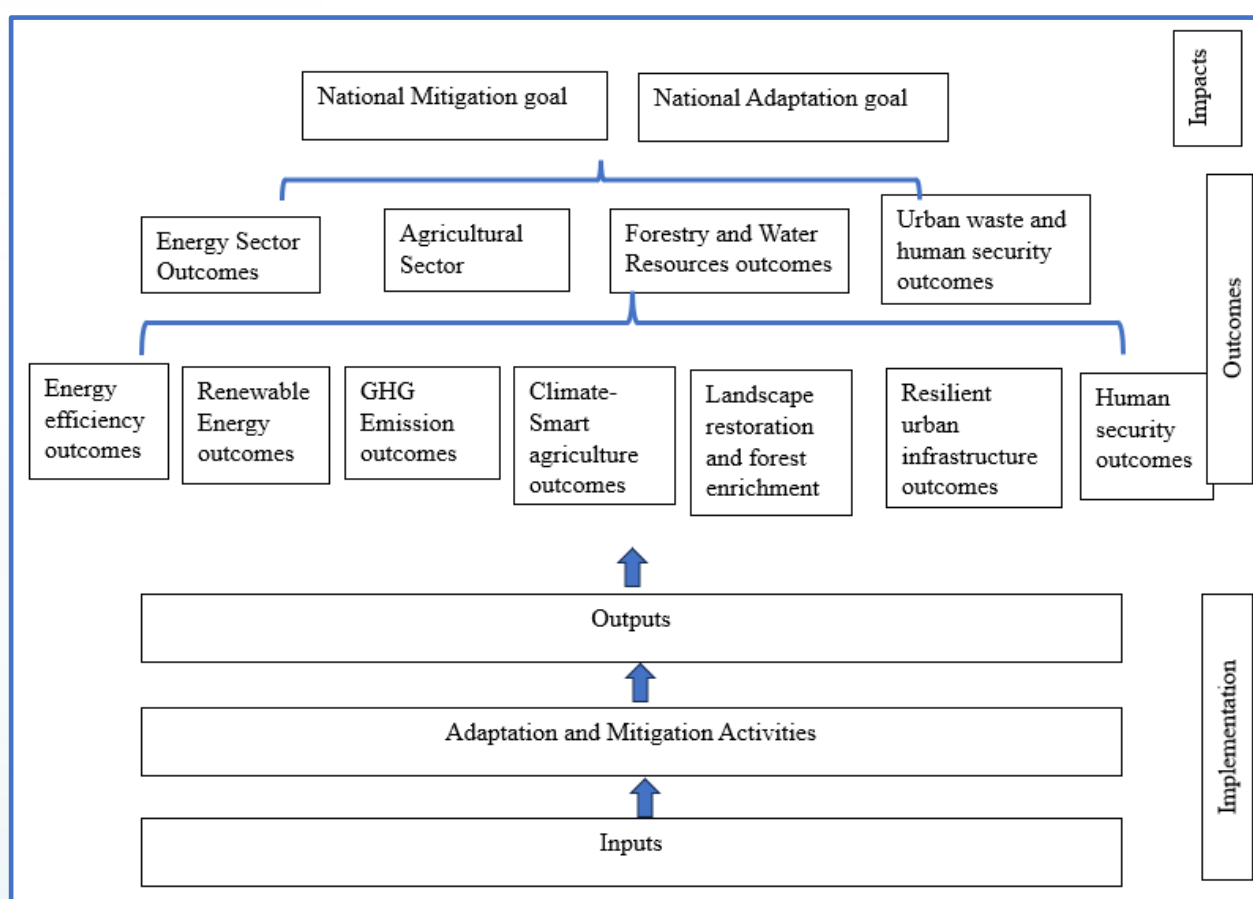 National Mitigation goal
National Adaptation goal
Impacts
Energy Sector
Outcomes
Agricultural
Sector
Forestry and Water
Resources outcomes
Urban waste and
human security
outcomes
Outcomes
Energy
efficiency
outcomes
Renewable
Energy
outcomes
GHG
Emission
outcomes
Climate-
Smart
agriculture
outcomes
Landscape
restoration
and forest
enrichment
Resilient
urban
infrastructure
outcomes
Human
security
outcomes
Outputs
Adaptation and Mitigation Activities
Inputs
Implementation